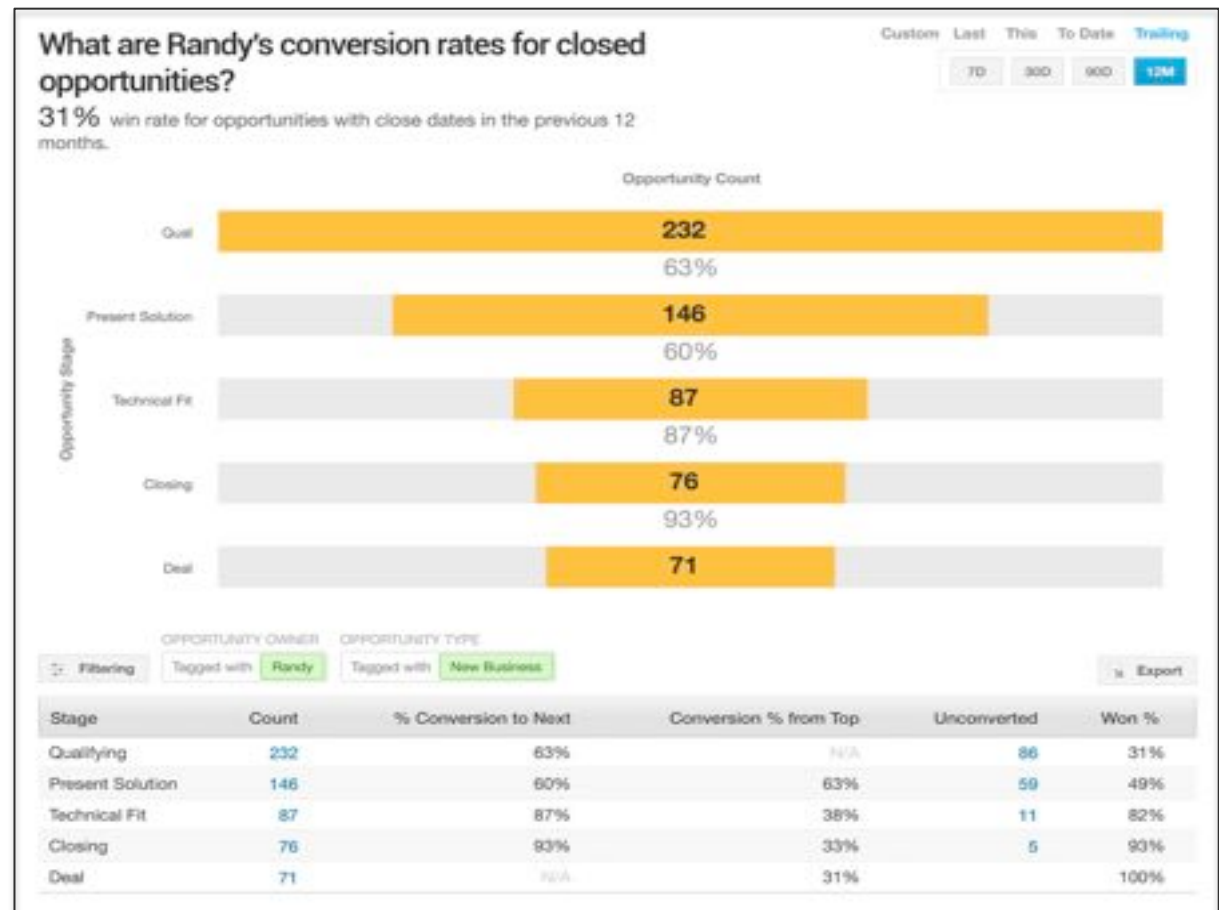 What are Randy's conversion rates for closed
opportunities?
31% win rate for opportunities with close dates in the previous 12
months.
Custom Last This To Date Trailing
7D 30D 90D 12M
Opportunity Count
Opportunity Stage
Qual 232
63%
Present Solution 146
60%
Technical Fit 87
87%
Closing 76
93%
Deal 71
OPPORTUNITY OWNER OPPORTUNITY TYPE
Filtering Tagged with Randy Tagged with New Business Export
Stage Count % Conversion to Next Conversion % from Top Unconverted Won %
Qualifying 232 63% N/A 86 31%
Present Solution 146 60% 63% 59 49%
Technical Fit 87 87% 38% 11 82%
Closing 76 93% 33% 5 93%
Deal 71 N/A 31% 100%